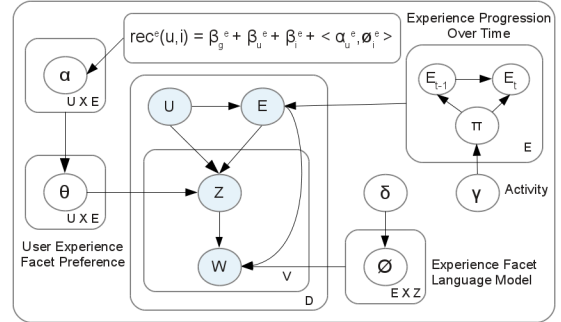 rec^e(u,i) = β_g^e + β_u^e + β_i^e + < α_u^e, ø_i^e >
Experience Progression
Over Time
α
U X E
E_t-1
E_t
π
E
U
E
θ
U X E
Z
δ
γ
Activity
User Experience
Facet Preference
W
V
D
Ø
E X Z
Experience Facet
Language Model